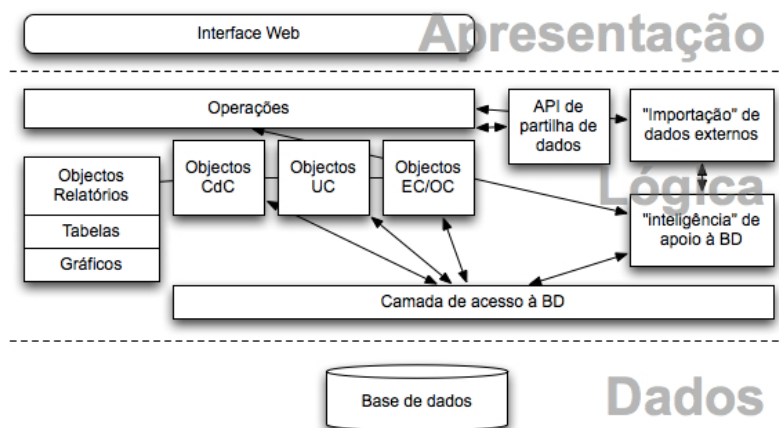 Interface Web
Apresentação
Operações
API de
partilha de
dados
"Importação" de
dados externos
Objectos
Relatórios
Tabelas
Gráficos
Objectos
CdC
Objectos
UC
Objectos
EC/OC
Lógica
"inteligência" de
apoio à BD
Camada de acesso à BD
Base de dados
Dados